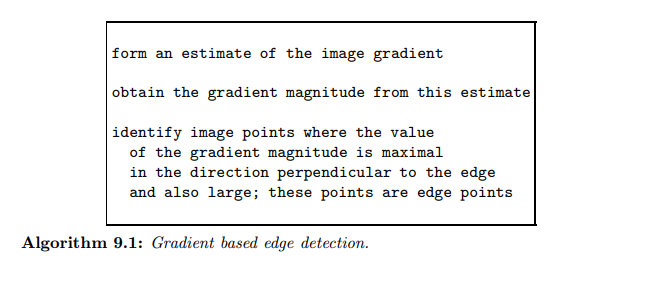 form an estimate of the image gradient
obtain the gradient magnitude from this estimate
identify image points where the value
of the gradient magnitude is maximal
in the direction perpendicular to the edge
and also large; these points are edge points
Algorithm 9.1: Gradient based edge detection.